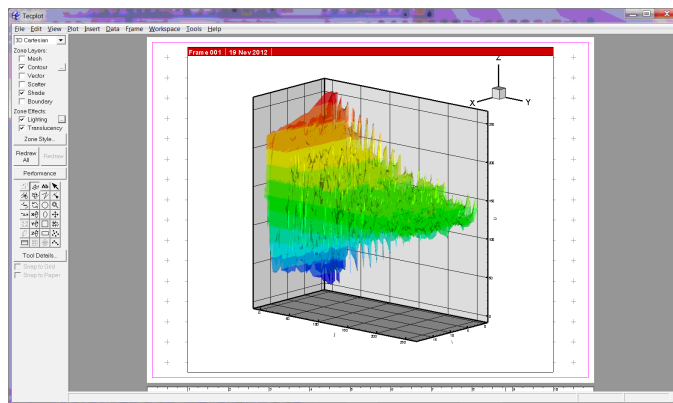 Tecplot
File Edit View Plot Insert Data Frame Workspace Tools Help
3D Cartesian
Zone Layers:
Mesh
Contour
Vector
Scatter
Shade
Boundary
Zone Effects:
Lighting
Translucency
Zone Style...
Redraw All
Redraw
Performance
Tool Details...
Snap to Grid
Snap to Paper
Frame 001 | 19 Nov 2012
Z
X
Y